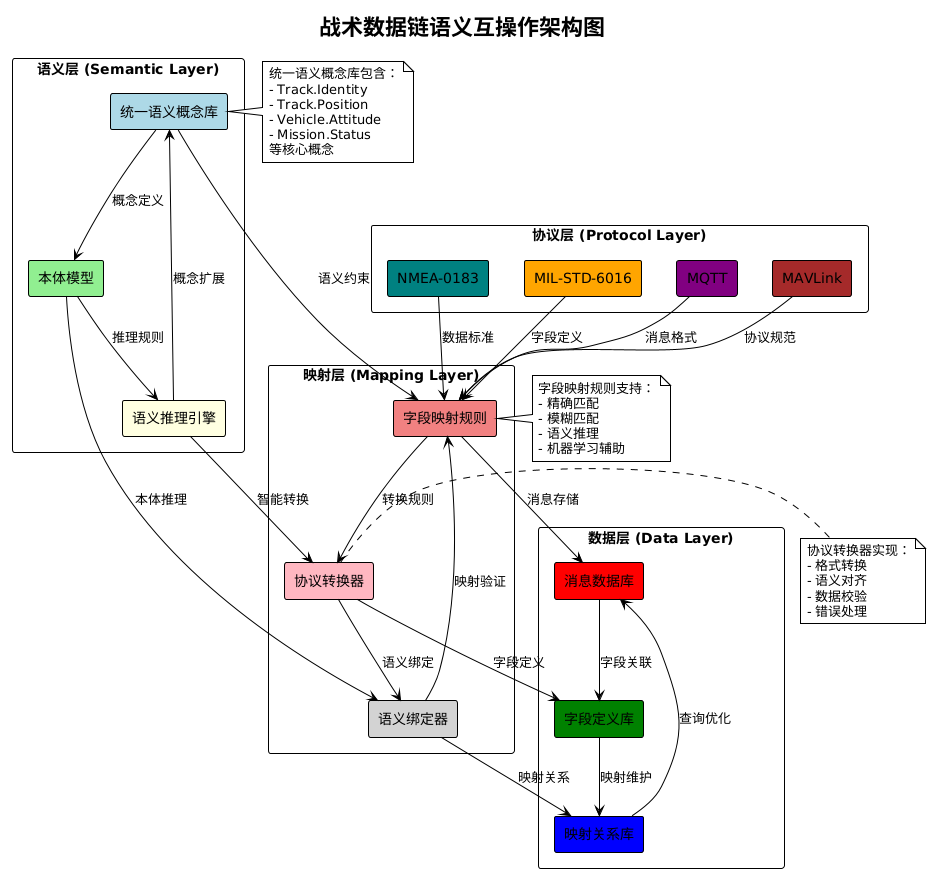 战术数据链语义互操作架构图
语义层 (Semantic Layer)
统一语义概念库
统一语义概念库包含：
- Track.Identity
- Track.Position
- Vehicle.Attitude
- Mission.Status
等核心概念
概念定义
本体模型
概念扩展
语义约束
推理规则
语义推理引擎
协议层 (Protocol Layer)
NMEA-0183
MIL-STD-6016
MQTT
MAVLink
数据标准
字段定义
消息格式
协议规范
映射层 (Mapping Layer)
字段映射规则
字段映射规则支持：
- 精确匹配
- 模糊匹配
- 语义推理
- 机器学习辅助
本体推理
智能转换
转换规则
消息存储
协议转换器
映射验证
语义绑定
字段定义
语义绑定器
映射关系
数据层 (Data Layer)
消息数据库
字段关联
字段定义库
查询优化
映射维护
映射关系库
协议转换器实现：
- 格式转换
- 语义对齐
- 数据校验
- 错误处理